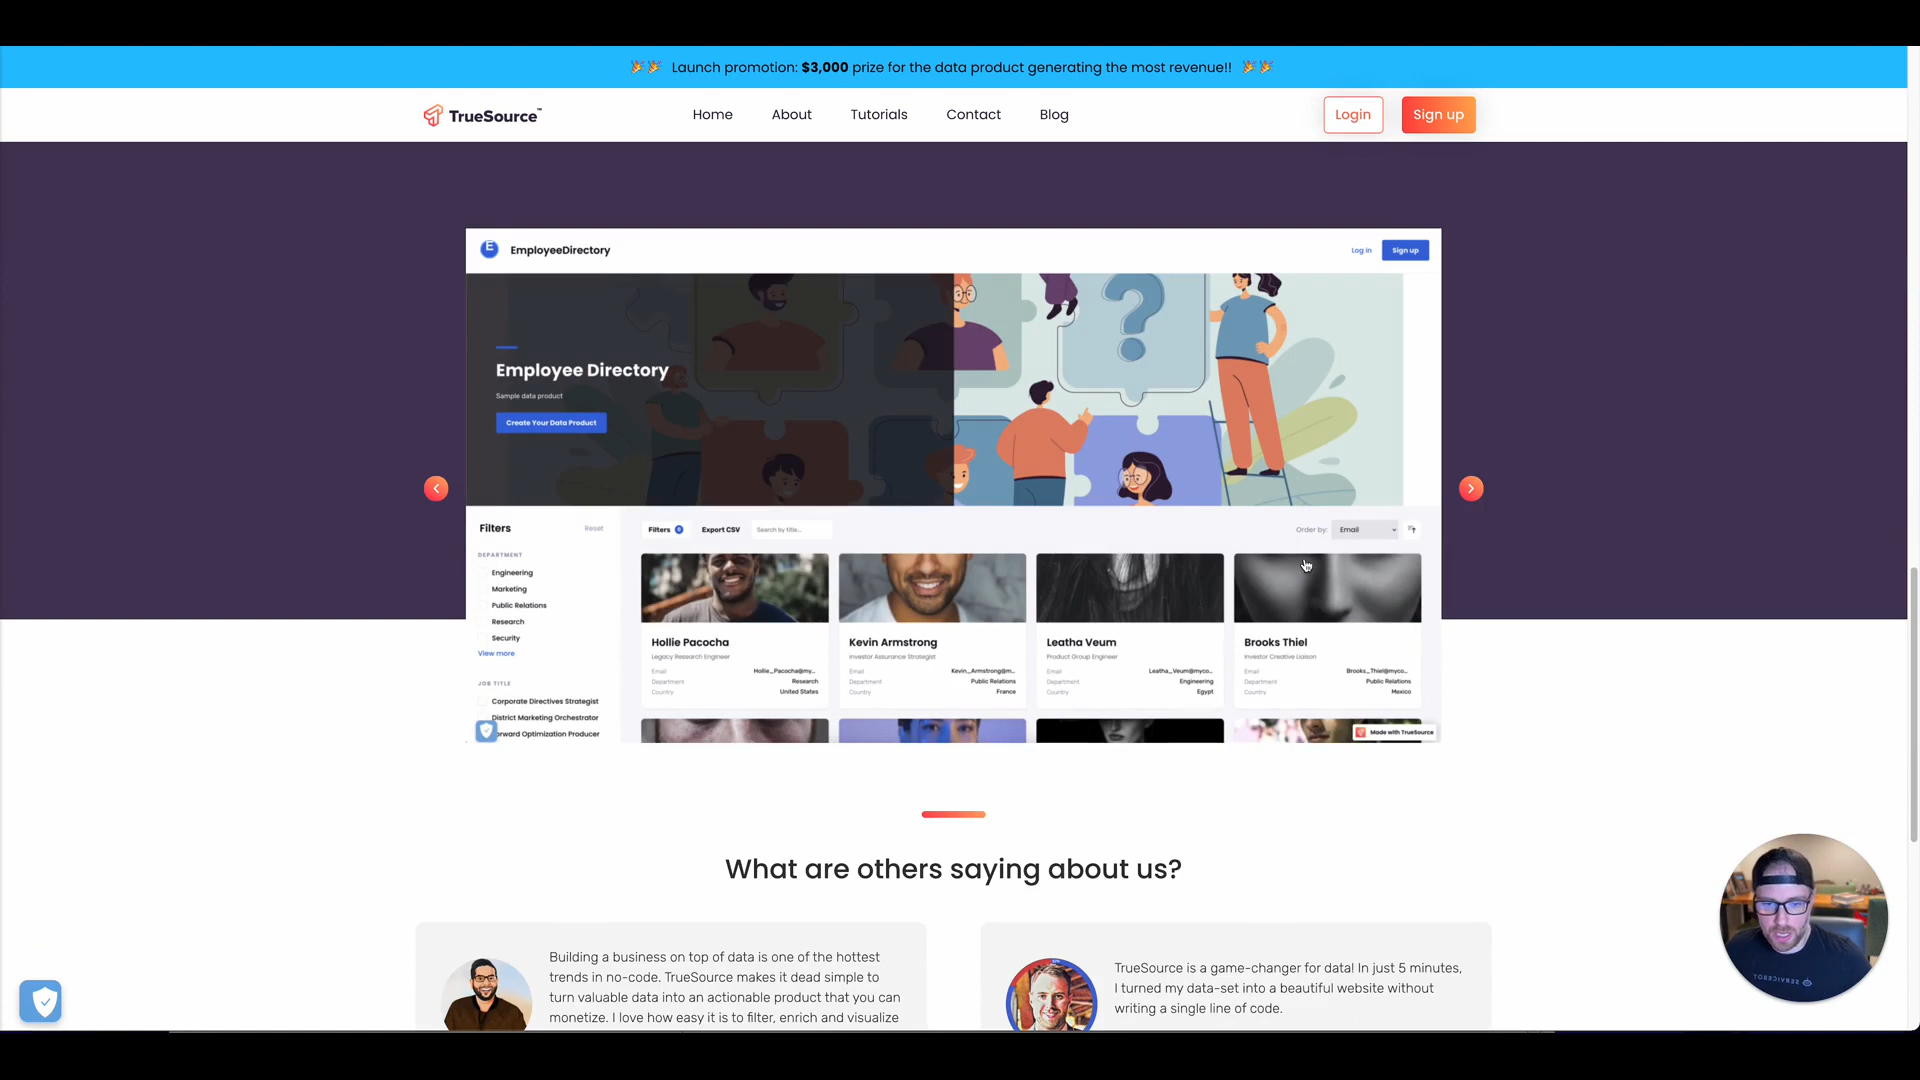 🎉🎉 Launch promotion: $3,000 prize for the data product generating the most revenue!! 🎉🎉
TrueSource™
Home
About
Tutorials
Contact
Blog
Login
Sign up
E
EmployeeDirectory
Log in
Sign up
Employee Directory
Sample data product
Create Your Data Product
Filters
Reset
DEPARTMENT
Engineering
Marketing
Public Relations
Research
Security
View more
JOB TITLE
Corporate Directives Strategist
District Marketing Orchestrator
orward Optimization Producer
Filters 0
Export CSV
Search by title...
Order by:
Email
Hollie Pacocha
Legacy Research Engineer
Email Hollie_Pacocha@my...
Department Research
Country United States
Kevin Armstrong
Investor Assurance Strategist
Email Kevin_Armstrong@m...
Department Public Relations
Country France
Leatha Veum
Product Group Engineer
Email Leatha_Veum@myco...
Department Engineering
Country Egypt
Brooks Thiel
Investor Creative Liaison
Email Brooks_Thiel@myco...
Department Public Relations
Country Mexico
Made with TrueSource
What are others saying about us?
Building a business on top of data is one of the hottest
trends in no-code. TrueSource makes it dead simple to
turn valuable data into an actionable product that you can
monetize. I love how easy it is to filter, enrich and visualize
TrueSource is a game-changer for data! In just 5 minutes,
I turned my data-set into a beautiful website without
writing a single line of code.
SERVICEBOT